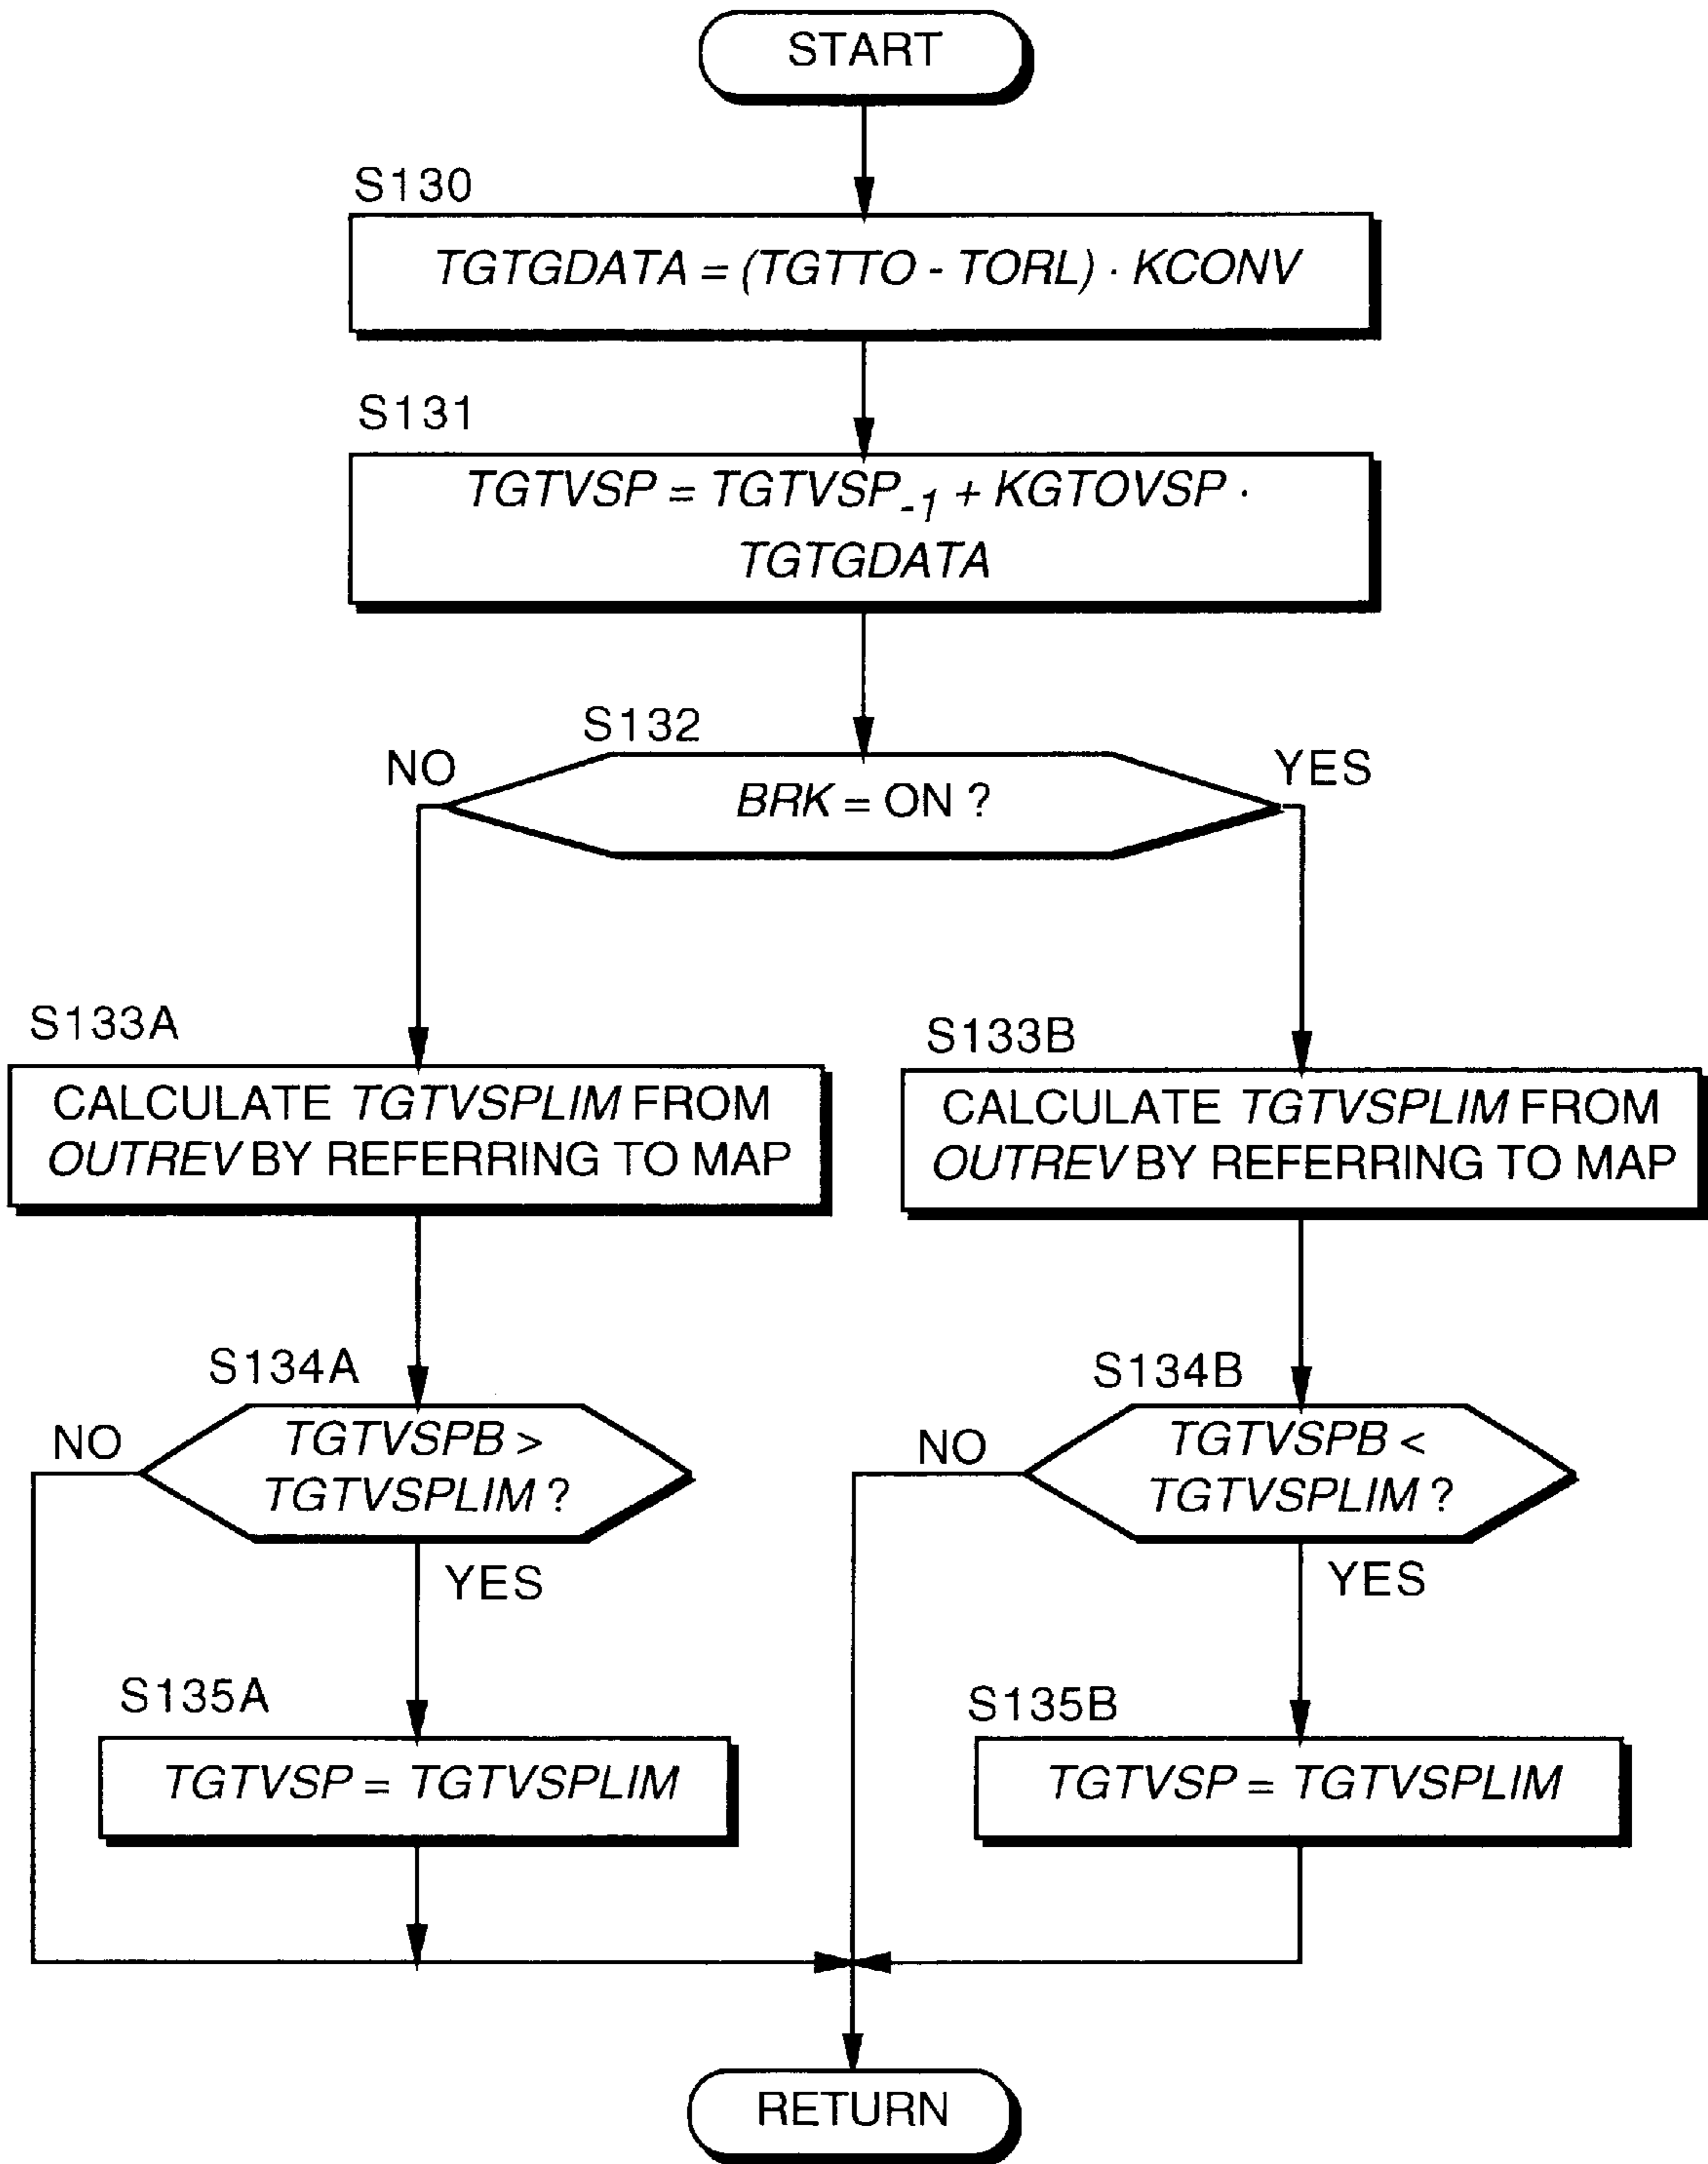 START
S130
TGTGDATA = (TGTTO - TORL) · KCONV
S131
TGTVSP = TGTVSP-1 + KGTOVSP ·
TGTGDATA
S132
NO
YES
BRK = ON ?
S133A
CALCULATE TGTVSPLIM FROM
OUTREV BY REFERRING TO MAP
S133B
CALCULATE TGTVSPLIM FROM
OUTREV BY REFERRING TO MAP
S134A
NO
TGTVSPB >
TGTVSPLIM ?
YES
S134B
NO
TGTVSPB <
TGTVSPLIM ?
YES
S135A
TGTVSP = TGTVSPLIM
S135B
TGTVSP = TGTVSPLIM
RETURN